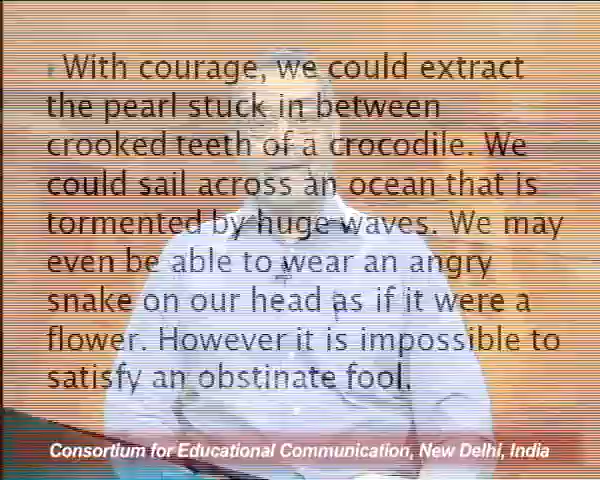 With courage, we could extract
the pearl stuck in between
crooked teeth of a crocodile. We
could sail across an ocean that is
tormented by huge waves. We may
even be able to wear an angry
snake on our head as if it were a
flower. However it is impossible to
satisfy an obstinate fool.
Consortium for Educational Communication, New Delhi, India